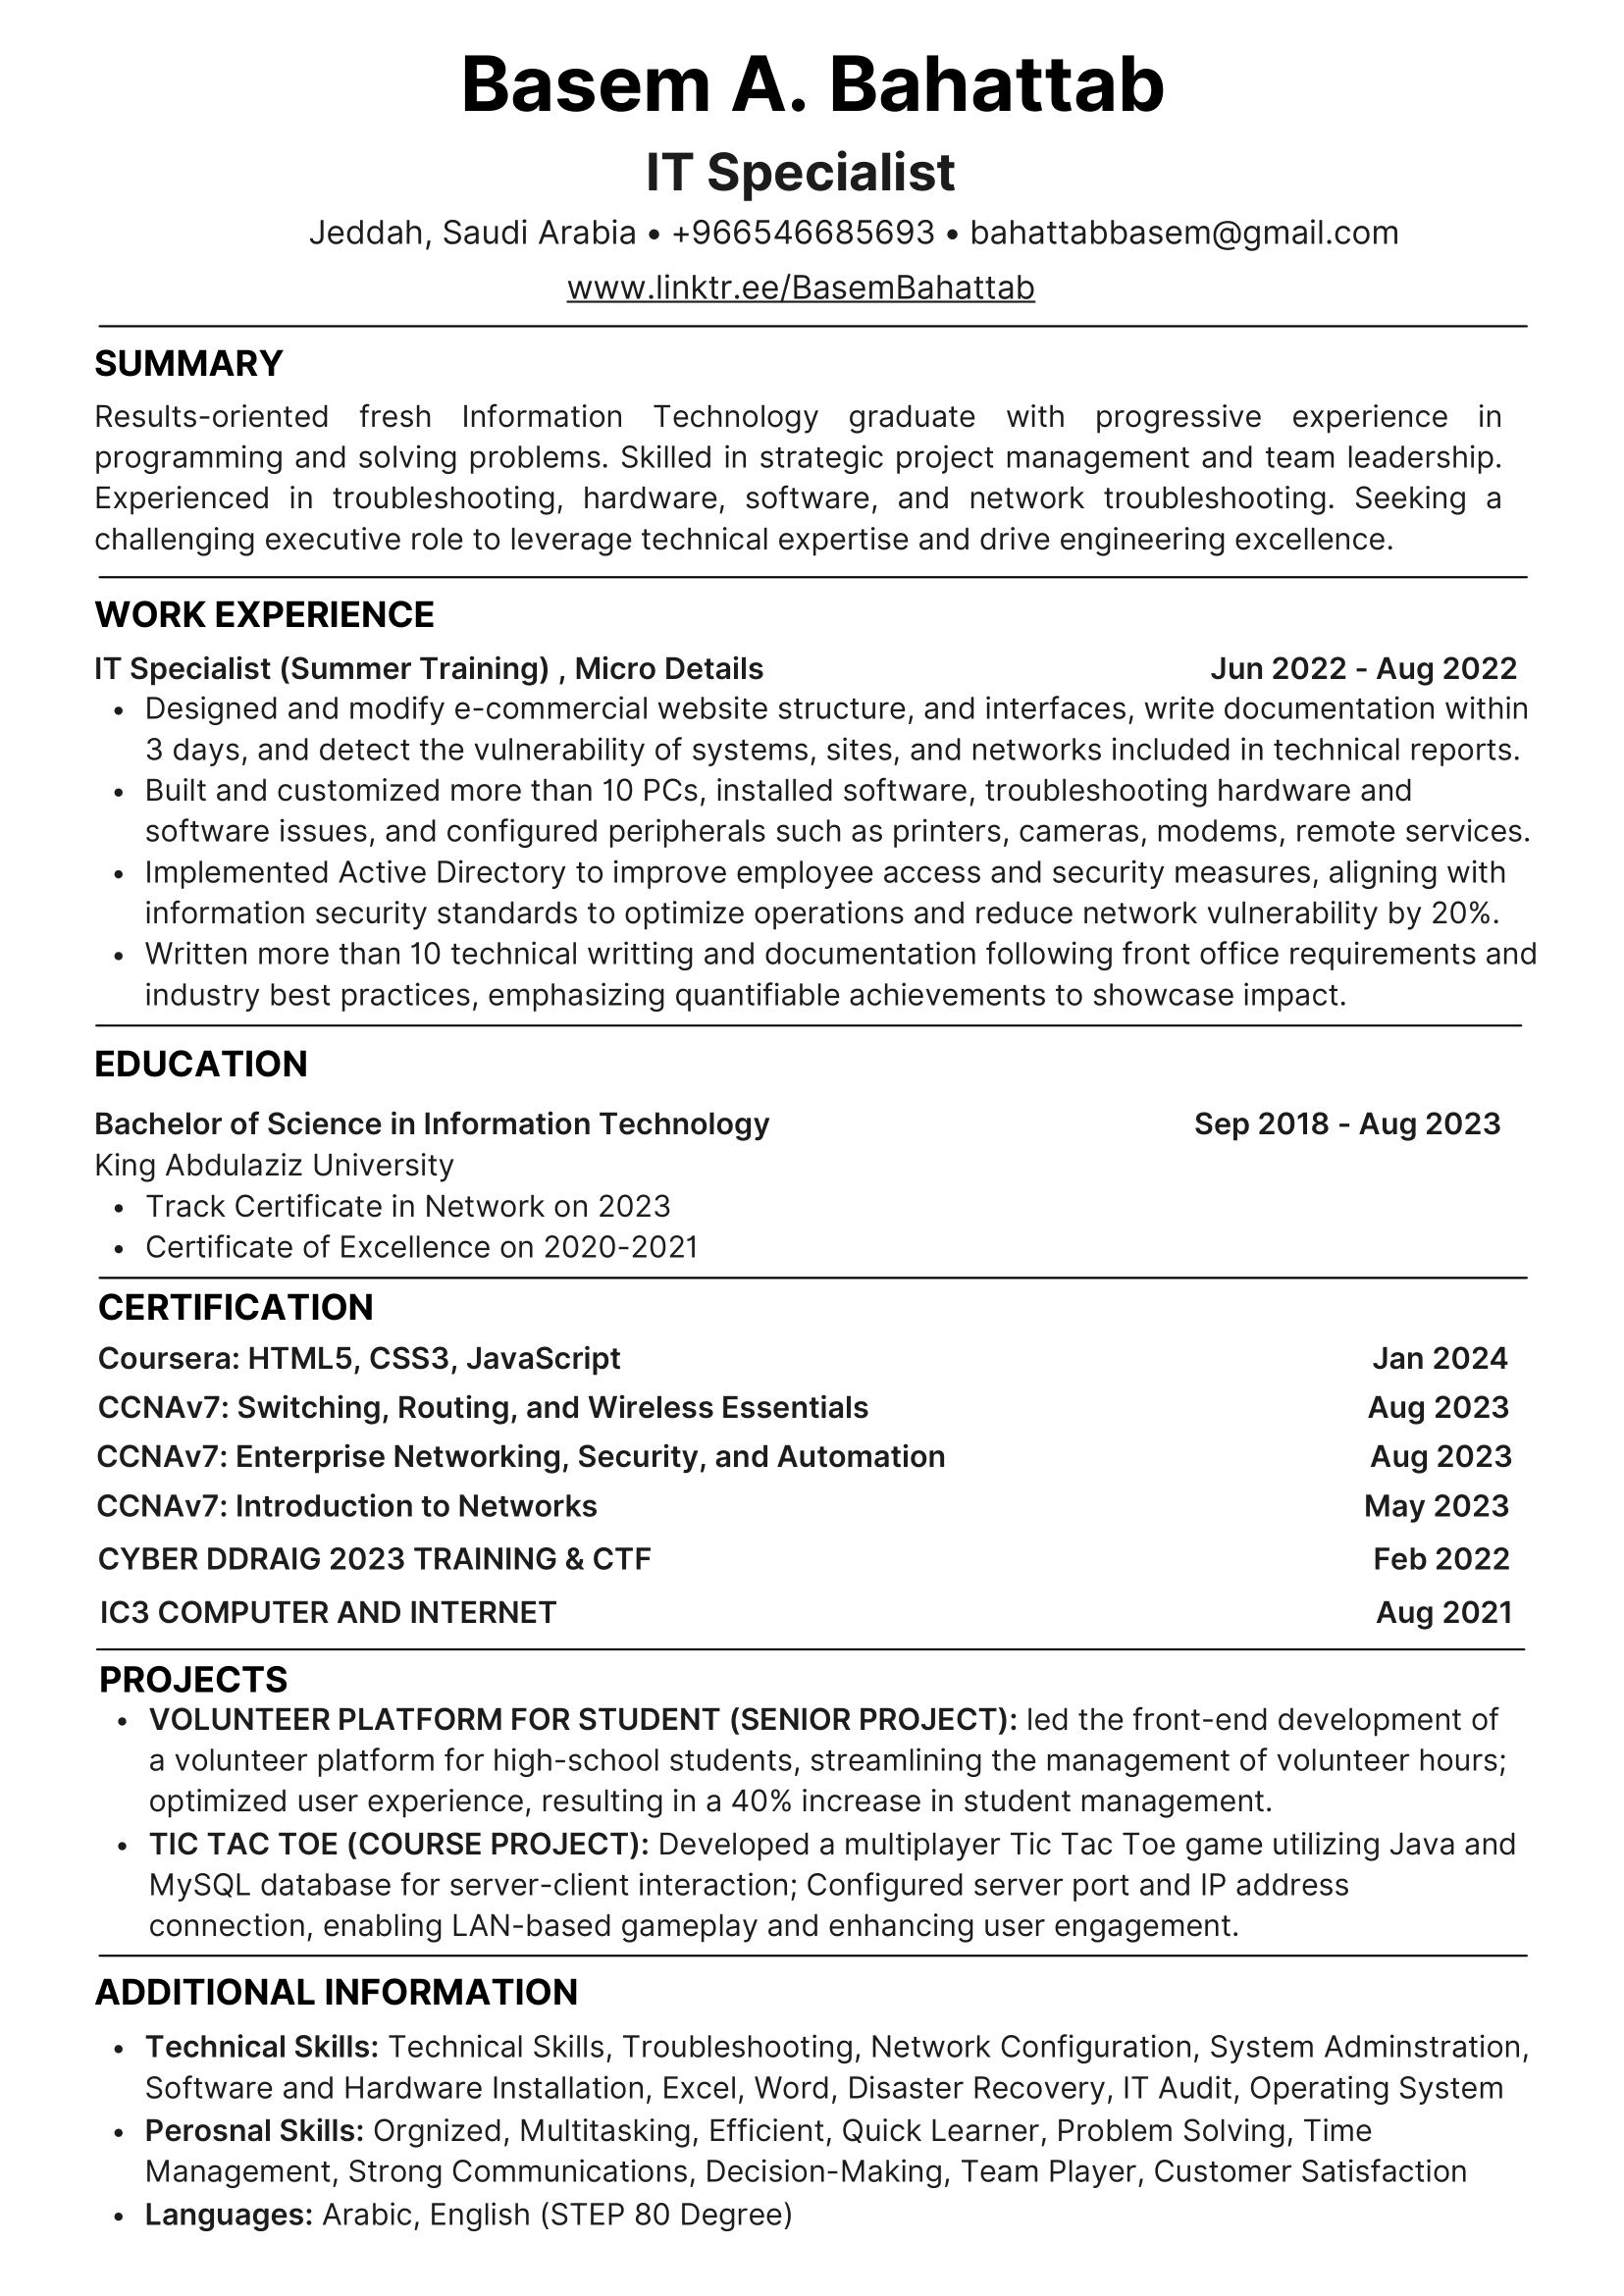 Basem A. Bahattab
IT Specialist
Jeddah, Saudi Arabia • +966546685693 • bahattabbasem@gmail.com
www.linktr.ee/BasemBahattab
SUMMARY
Results-oriented fresh Information Technology graduate with progressive experience in
programming and solving problems. Skilled in strategic project management and team leadership.
Experienced in troubleshooting, hardware, software, and network troubleshooting. Seeking a
challenging executive role to leverage technical expertise and drive engineering excellence.
WORK EXPERIENCE
IT Specialist (Summer Training) , Micro Details Jun 2022 - Aug 2022
• Designed and modify e-commercial website structure, and interfaces, write documentation within
3 days, and detect the vulnerability of systems, sites, and networks included in technical reports.
• Built and customized more than 10 PCs, installed software, troubleshooting hardware and
software issues, and configured peripherals such as printers, cameras, modems, remote services.
• Implemented Active Directory to improve employee access and security measures, aligning with
information security standards to optimize operations and reduce network vulnerability by 20%.
• Written more than 10 technical writting and documentation following front office requirements and
industry best practices, emphasizing quantifiable achievements to showcase impact.
EDUCATION
Bachelor of Science in Information Technology Sep 2018 - Aug 2023
King Abdulaziz University
• Track Certificate in Network on 2023
• Certificate of Excellence on 2020-2021
CERTIFICATION
Coursera: HTML5, CSS3, JavaScript Jan 2024
CCNAv7: Switching, Routing, and Wireless Essentials Aug 2023
CCNAv7: Enterprise Networking, Security, and Automation Aug 2023
CCNAv7: Introduction to Networks May 2023
CYBER DDRAIG 2023 TRAINING & CTF Feb 2022
IC3 COMPUTER AND INTERNET Aug 2021
PROJECTS
• VOLUNTEER PLATFORM FOR STUDENT (SENIOR PROJECT): led the front-end development of
a volunteer platform for high-school students, streamlining the management of volunteer hours;
optimized user experience, resulting in a 40% increase in student management.
• TIC TAC TOE (COURSE PROJECT): Developed a multiplayer Tic Tac Toe game utilizing Java and
MySQL database for server-client interaction; Configured server port and IP address
connection, enabling LAN-based gameplay and enhancing user engagement.
ADDITIONAL INFORMATION
• Technical Skills: Technical Skills, Troubleshooting, Network Configuration, System Adminstration,
Software and Hardware Installation, Excel, Word, Disaster Recovery, IT Audit, Operating System
• Perosnal Skills: Orgnized, Multitasking, Efficient, Quick Learner, Problem Solving, Time
Management, Strong Communications, Decision-Making, Team Player, Customer Satisfaction
• Languages: Arabic, English (STEP 80 Degree)